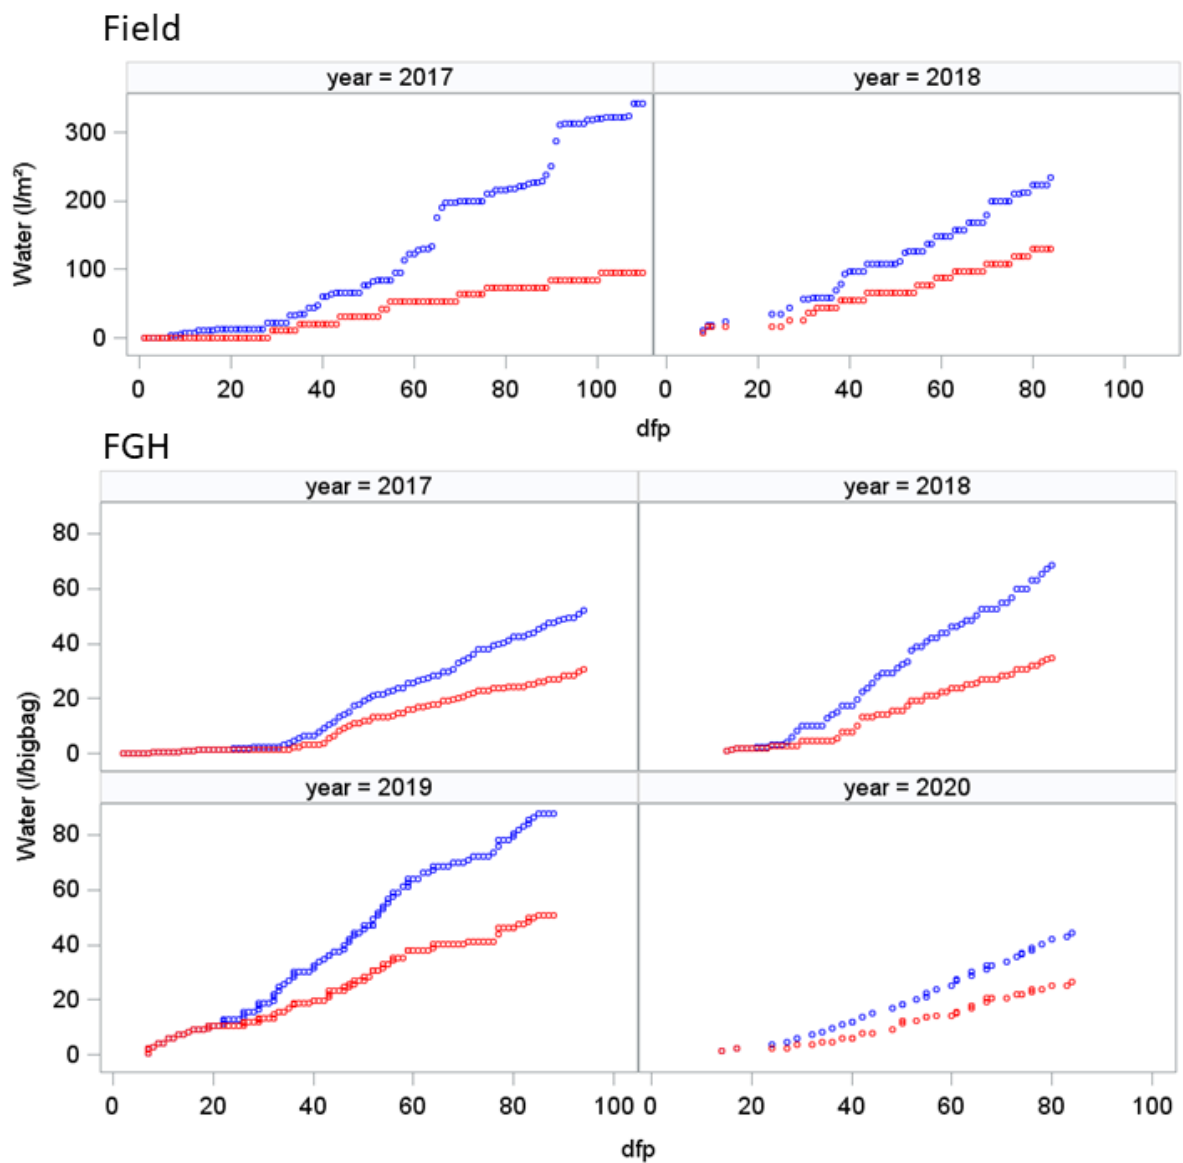 Field
year = 2017 year = 2018
300
200
100
0
Water (l/m²)
0 20 40 60 80 100 0 20 40 60 80 100
dfp
FGH
year = 2017 year = 2018
80
60
40
20
0
year = 2019 year = 2020
80
60
40
20
0
Water (l/bigbag)
0 20 40 60 80 100 0 20 40 60 80 100
dfp